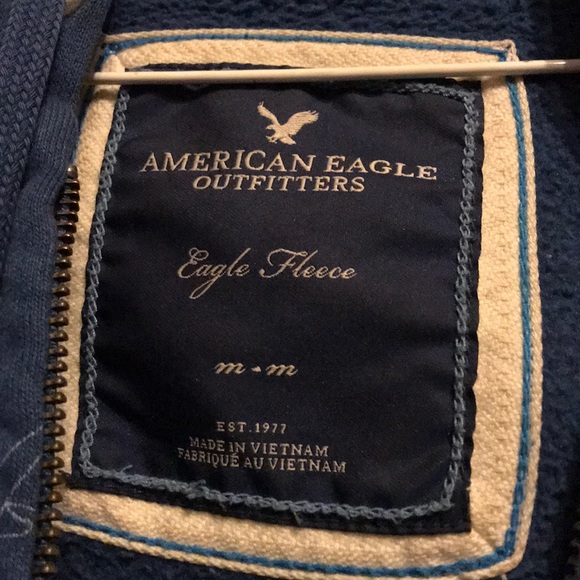 AMERICAN EAGLE
OUTFITTERS
Eagle Fleece
m - m
EST. 1977
MADE IN VIETNAM
FABRIQUÉ AU VIETNAM